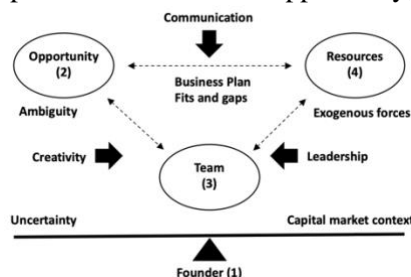 Communication
Opportunity
(2)
Resources
(4)
Business Plan
Fits and gaps
Ambiguity
Exogenous forces
Creativity
Team
(3)
Leadership
Uncertainty
Capital market context
Founder (1)